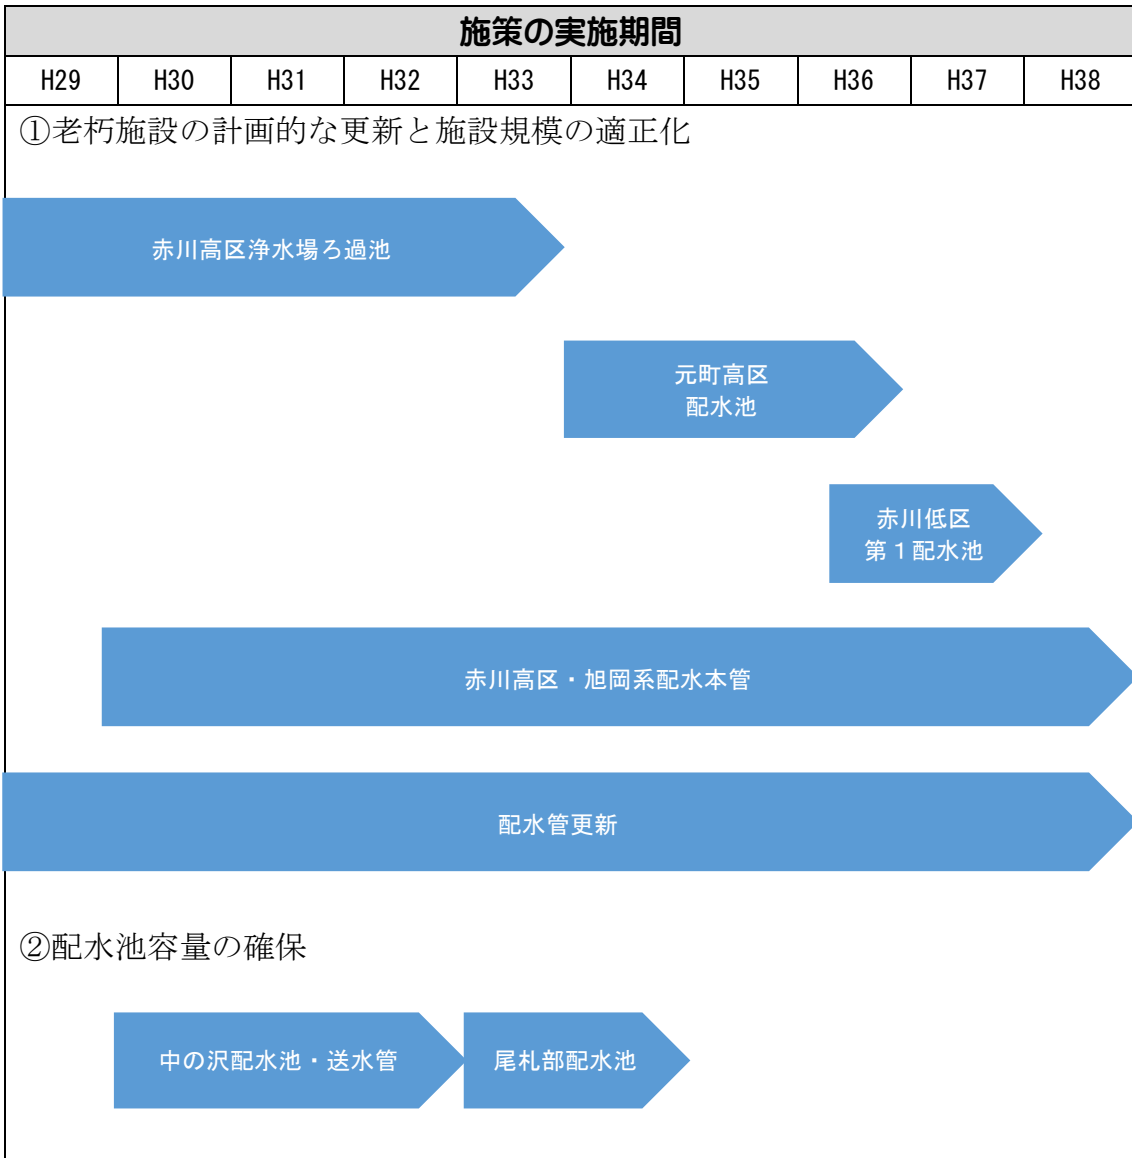 施策の実施期間
H29 H30 H31 H32 H33 H34 H35 H36 H37 H38
①老朽施設の計画的な更新と施設規模の適正化
赤川高区浄水場ろ過池
元町高区
配水池
赤川低区
第１配水池
赤川高区・旭岡系配水本管
配水管更新
②配水池容量の確保
中の沢配水池・送水管
尾札部配水池